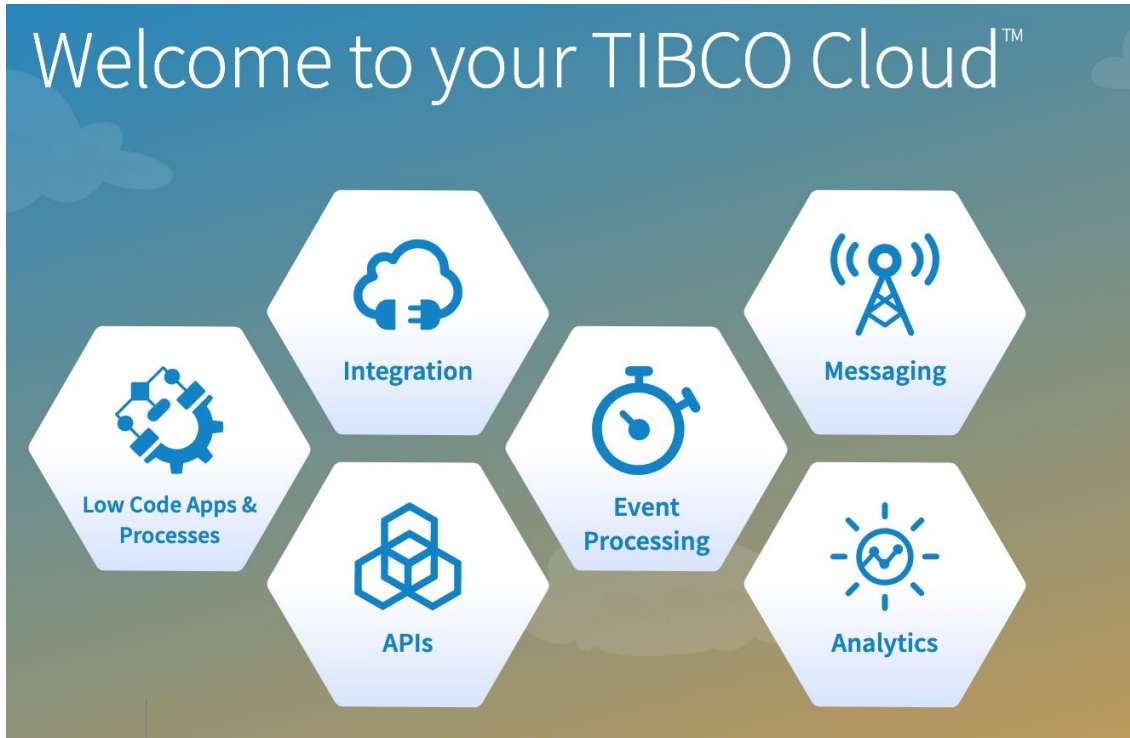 Welcome to your TIBCO Cloud™
Integration
Messaging
Low Code Apps &
Processes
Event
Processing
APIs
Analytics